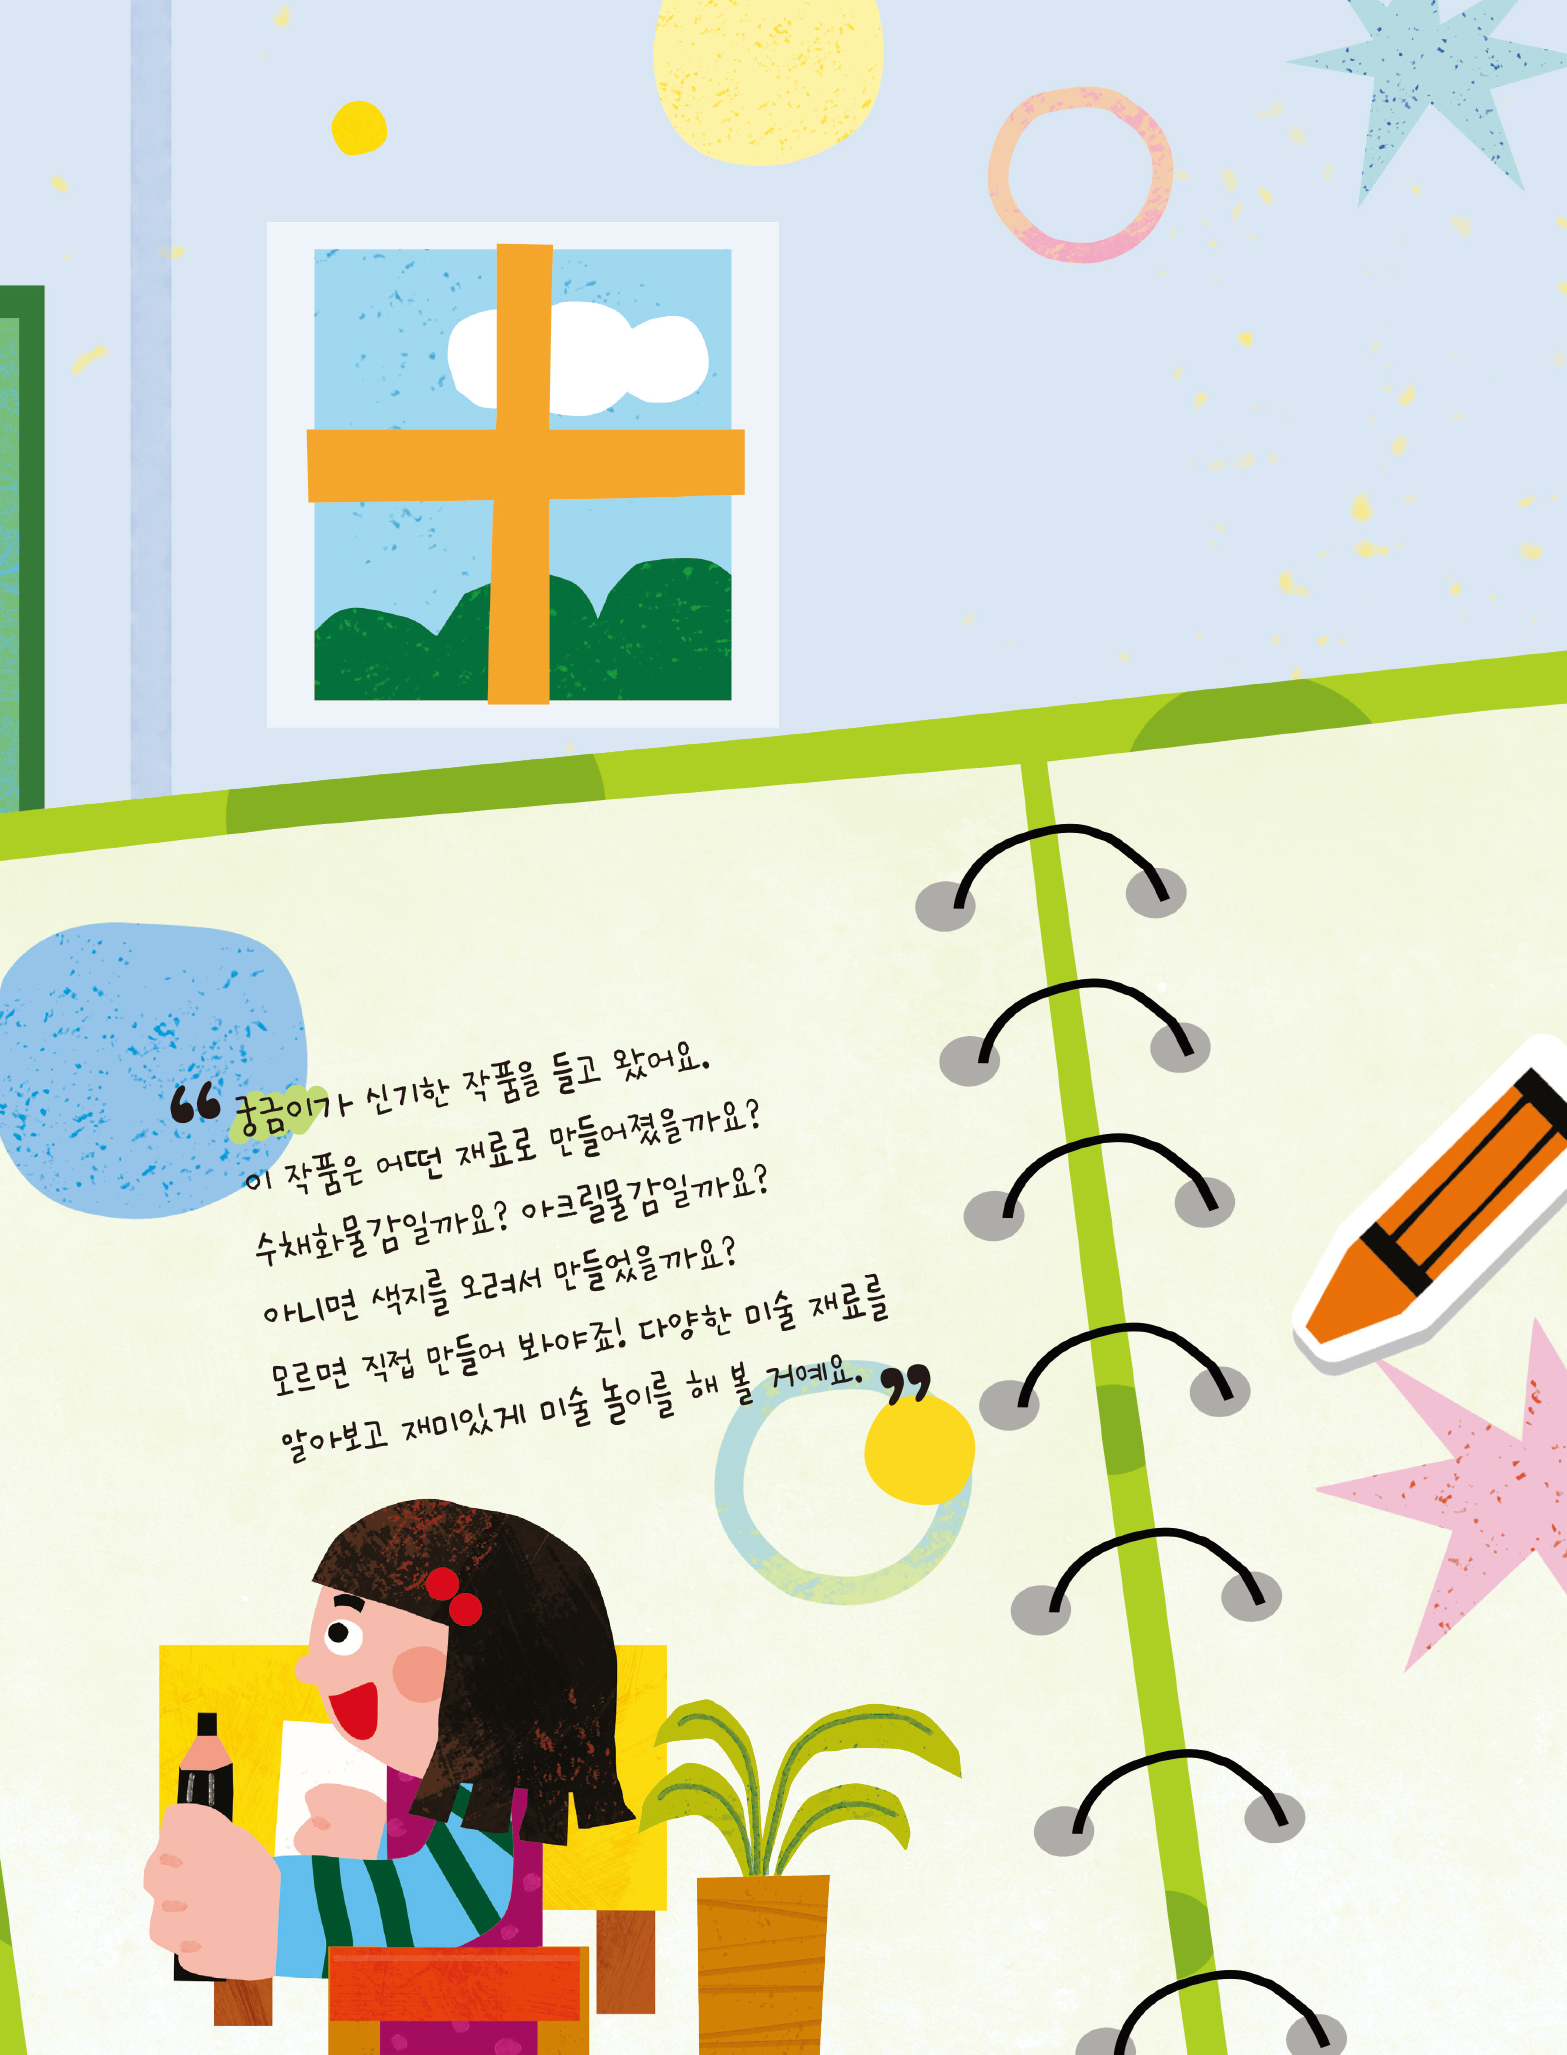 “궁금이가 신기한 작품을 들고 왔어요.
이 작품은 어떤 재료로 만들어졌을까요?
수채화물감일까요? 아크릴물감일까요?
아니면 색지를 오려서 만들었을까요?
모르면 직접 만들어 봐야죠! 다양한 미술 재료를
알아보고 재미있게 미술 놀이를 해 볼 거예요.”